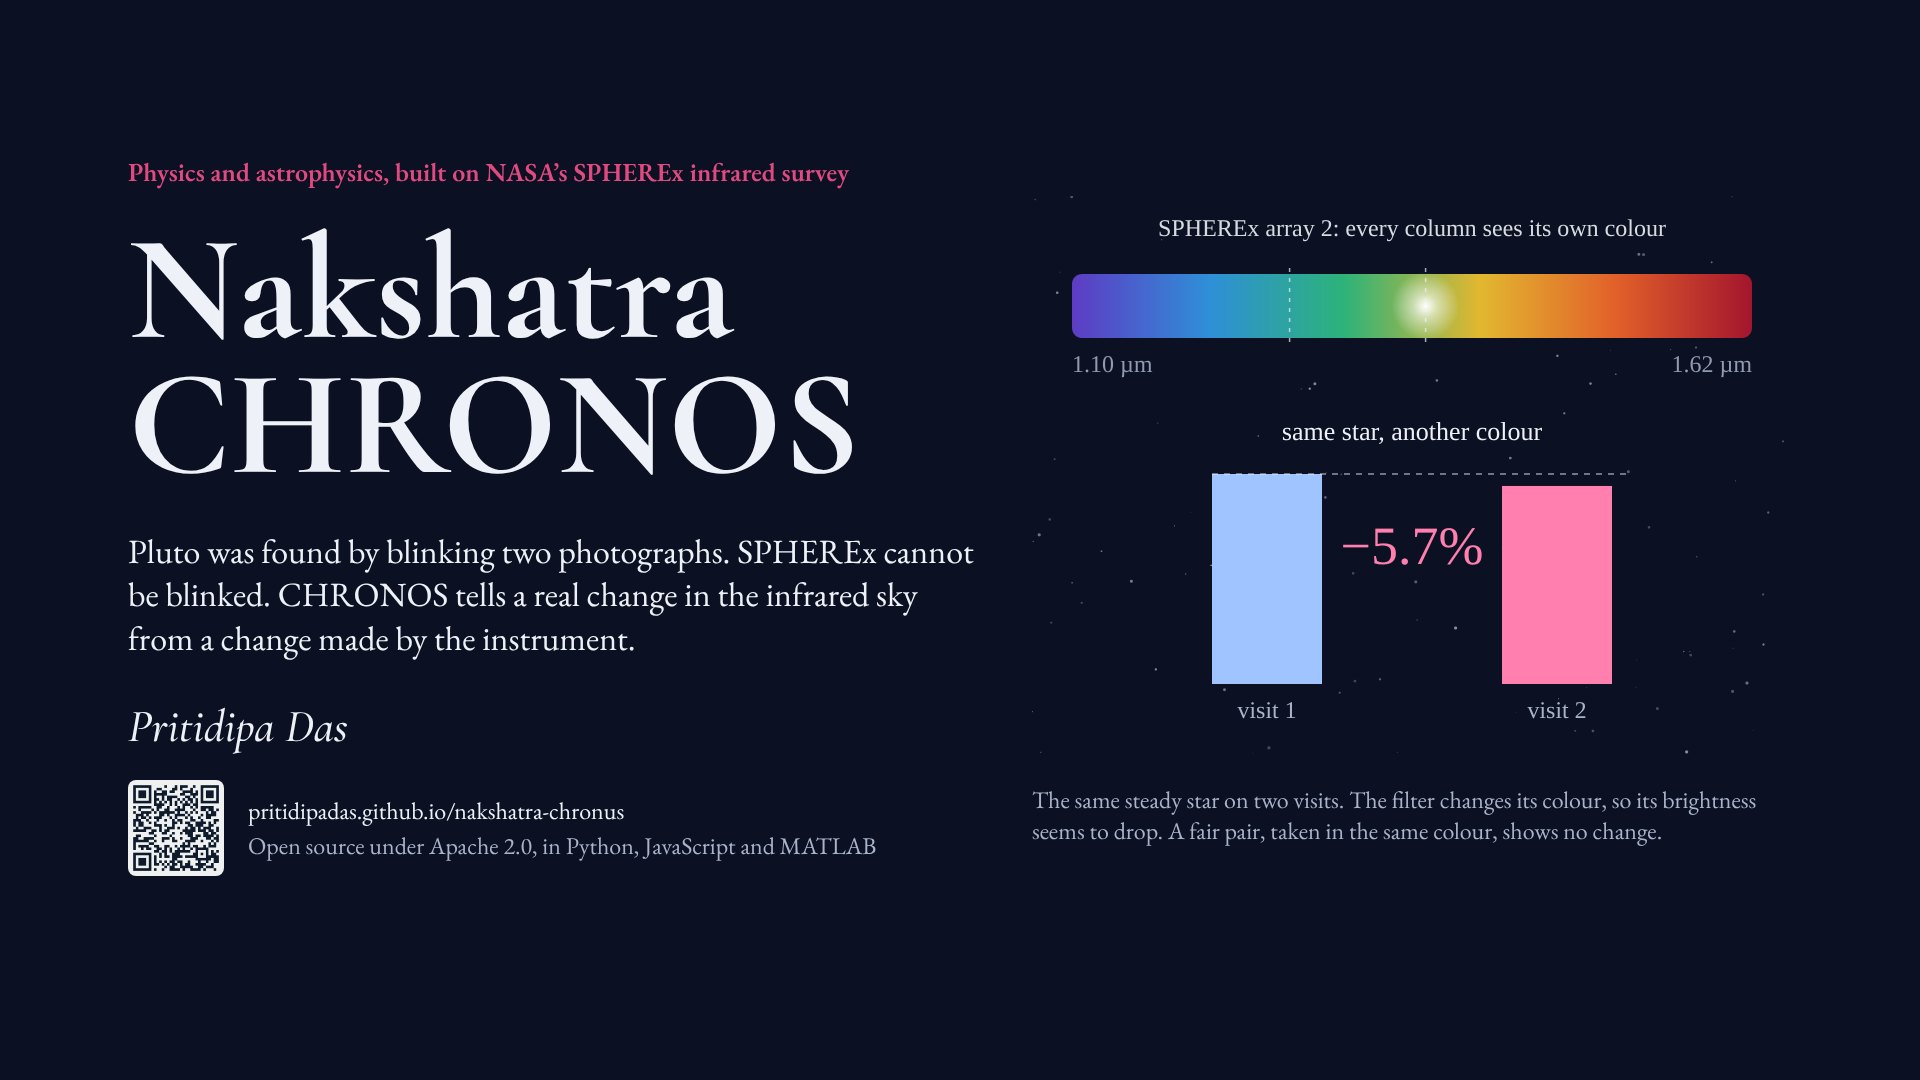 Physics and astrophysics, built on NASA’s SPHEREx infrared survey
Nakshatra
CHRONOS
Pluto was found by blinking two photographs. SPHEREx cannot
be blinked. CHRONOS tells a real change in the infrared sky
from a change made by the instrument.
Pritidipa Das
pritidipadas.github.io/nakshatra-chronus
Open source under Apache 2.0, in Python, JavaScript and MATLAB
SPHEREx array 2: every column sees its own colour
1.10 µm
1.62 µm
same star, another colour
−5.7%
visit 1
visit 2
The same steady star on two visits. The filter changes its colour, so its brightness
seems to drop. A fair pair, taken in the same colour, shows no change.